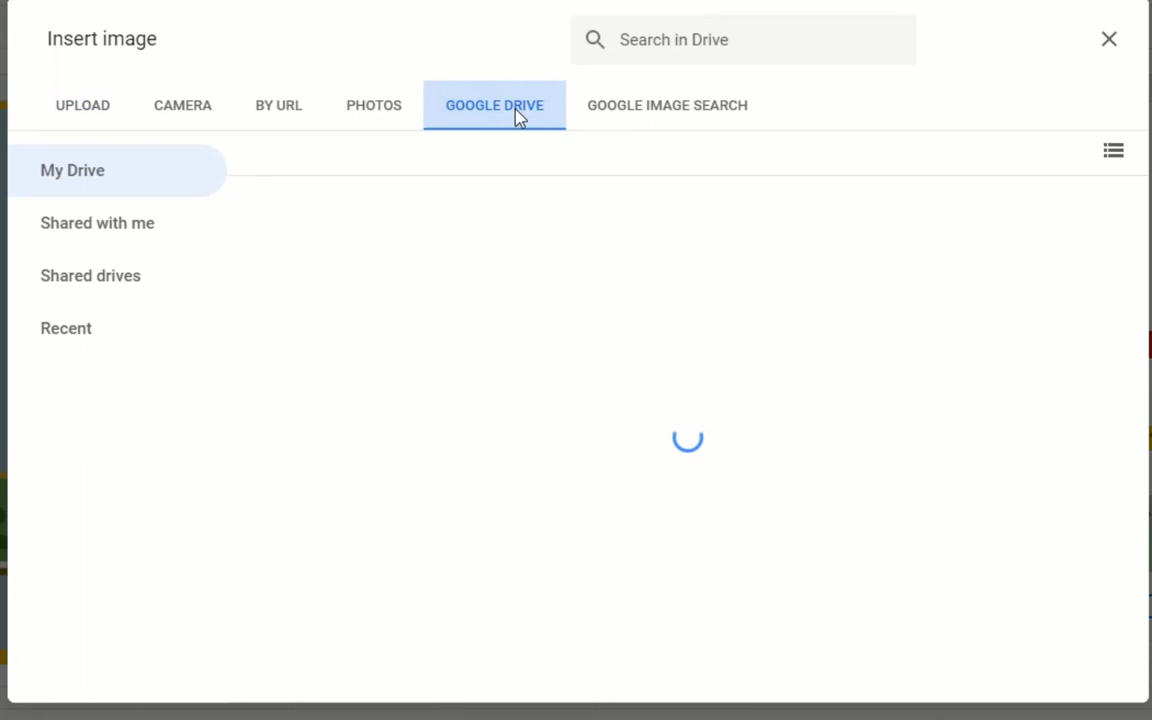 Insert image
Search in Drive
UPLOAD CAMERA BY URL PHOTOS GOOGLE DRIVE GOOGLE IMAGE SEARCH
My Drive
Shared with me
Shared drives
Recent